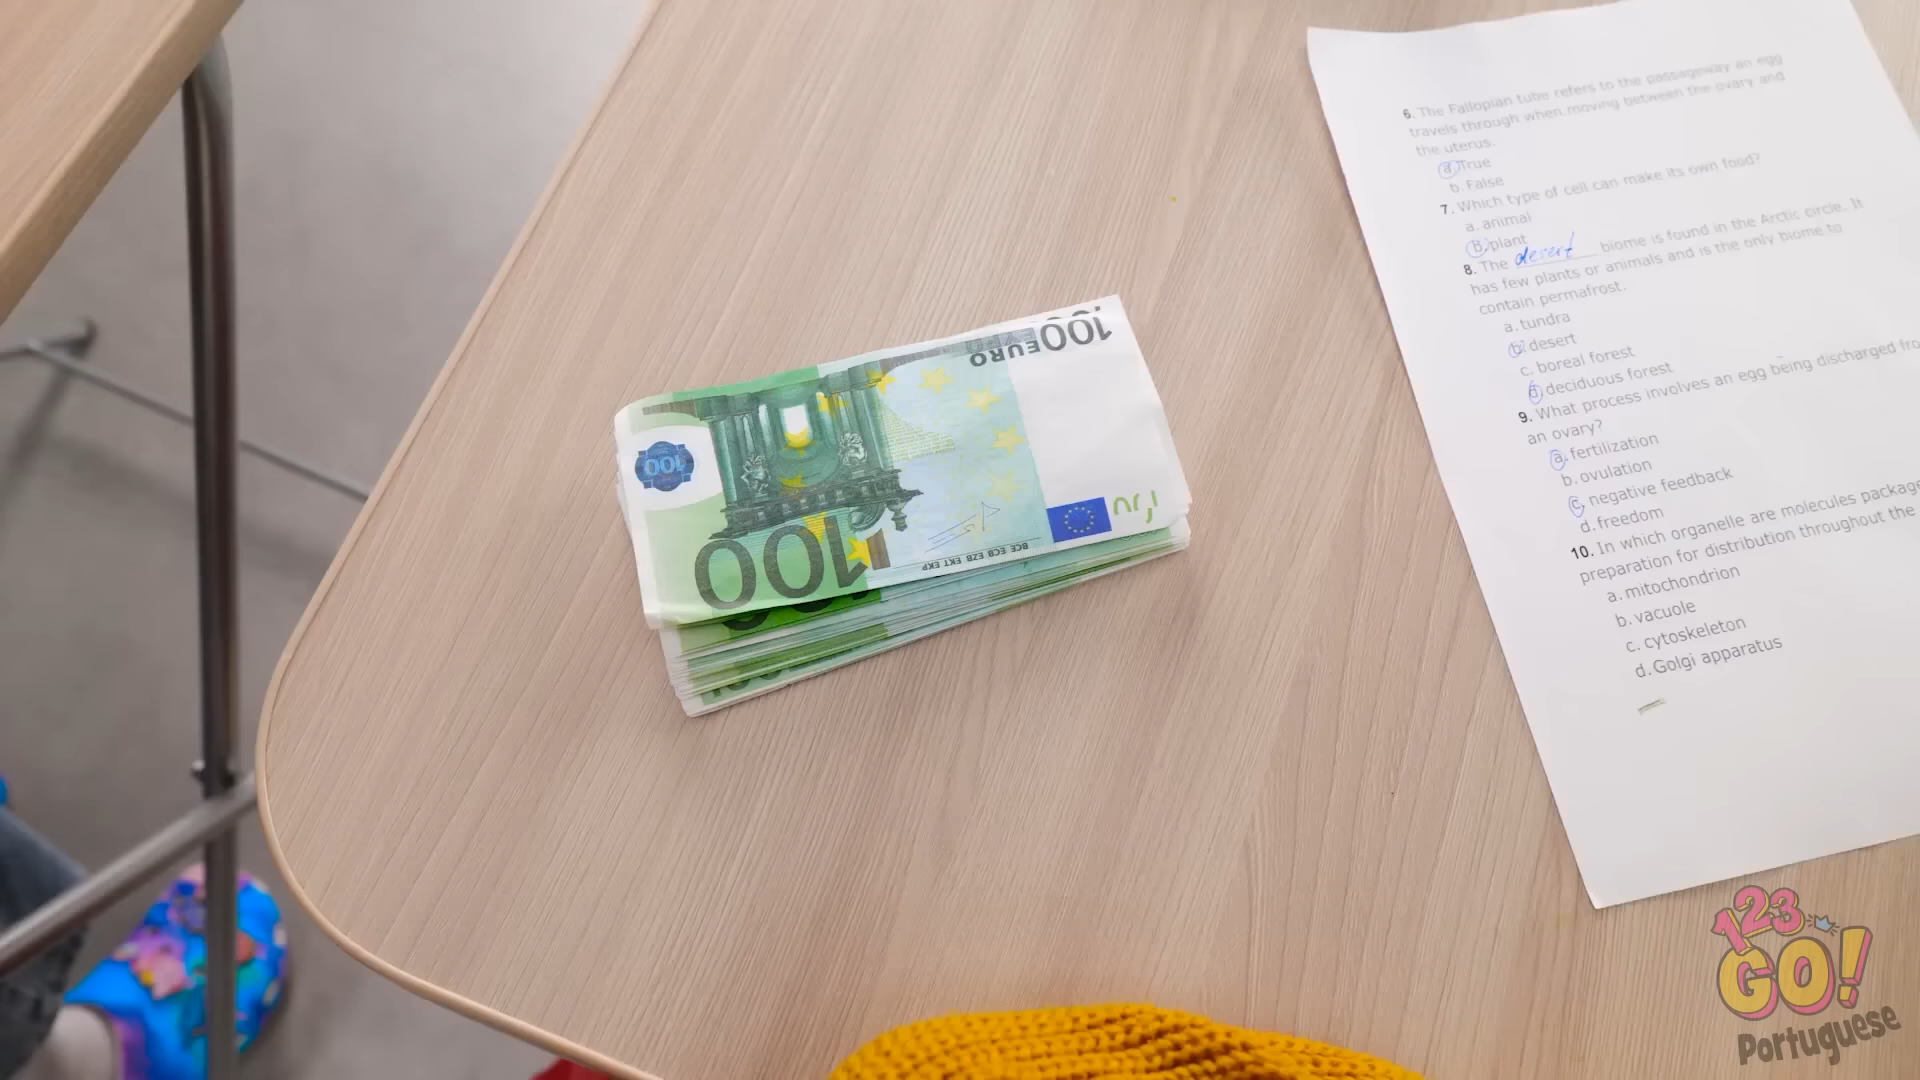 100 EURO
100
100
BCE ECB EZB EKT EKP
6. The Fallopian tube refers to the passageway an egg
travels through when moving between the ovary and
the uterus.
a. True
b. False
7. Which type of cell can make its own food?
a. animal
b. plant
8. The desert biome is found in the Arctic circle. It
has few plants or animals and is the only biome to
contain permafrost.
a. tundra
b. desert
c. boreal forest
d. deciduous forest
9. What process involves an egg being discharged fro
an ovary?
a. fertilization
b. ovulation
c. negative feedback
d. freedom
10. In which organelle are molecules package
preparation for distribution throughout the
a. mitochondrion
b. vacuole
c. cytoskeleton
d. Golgi apparatus
123
GO!
Portuguese